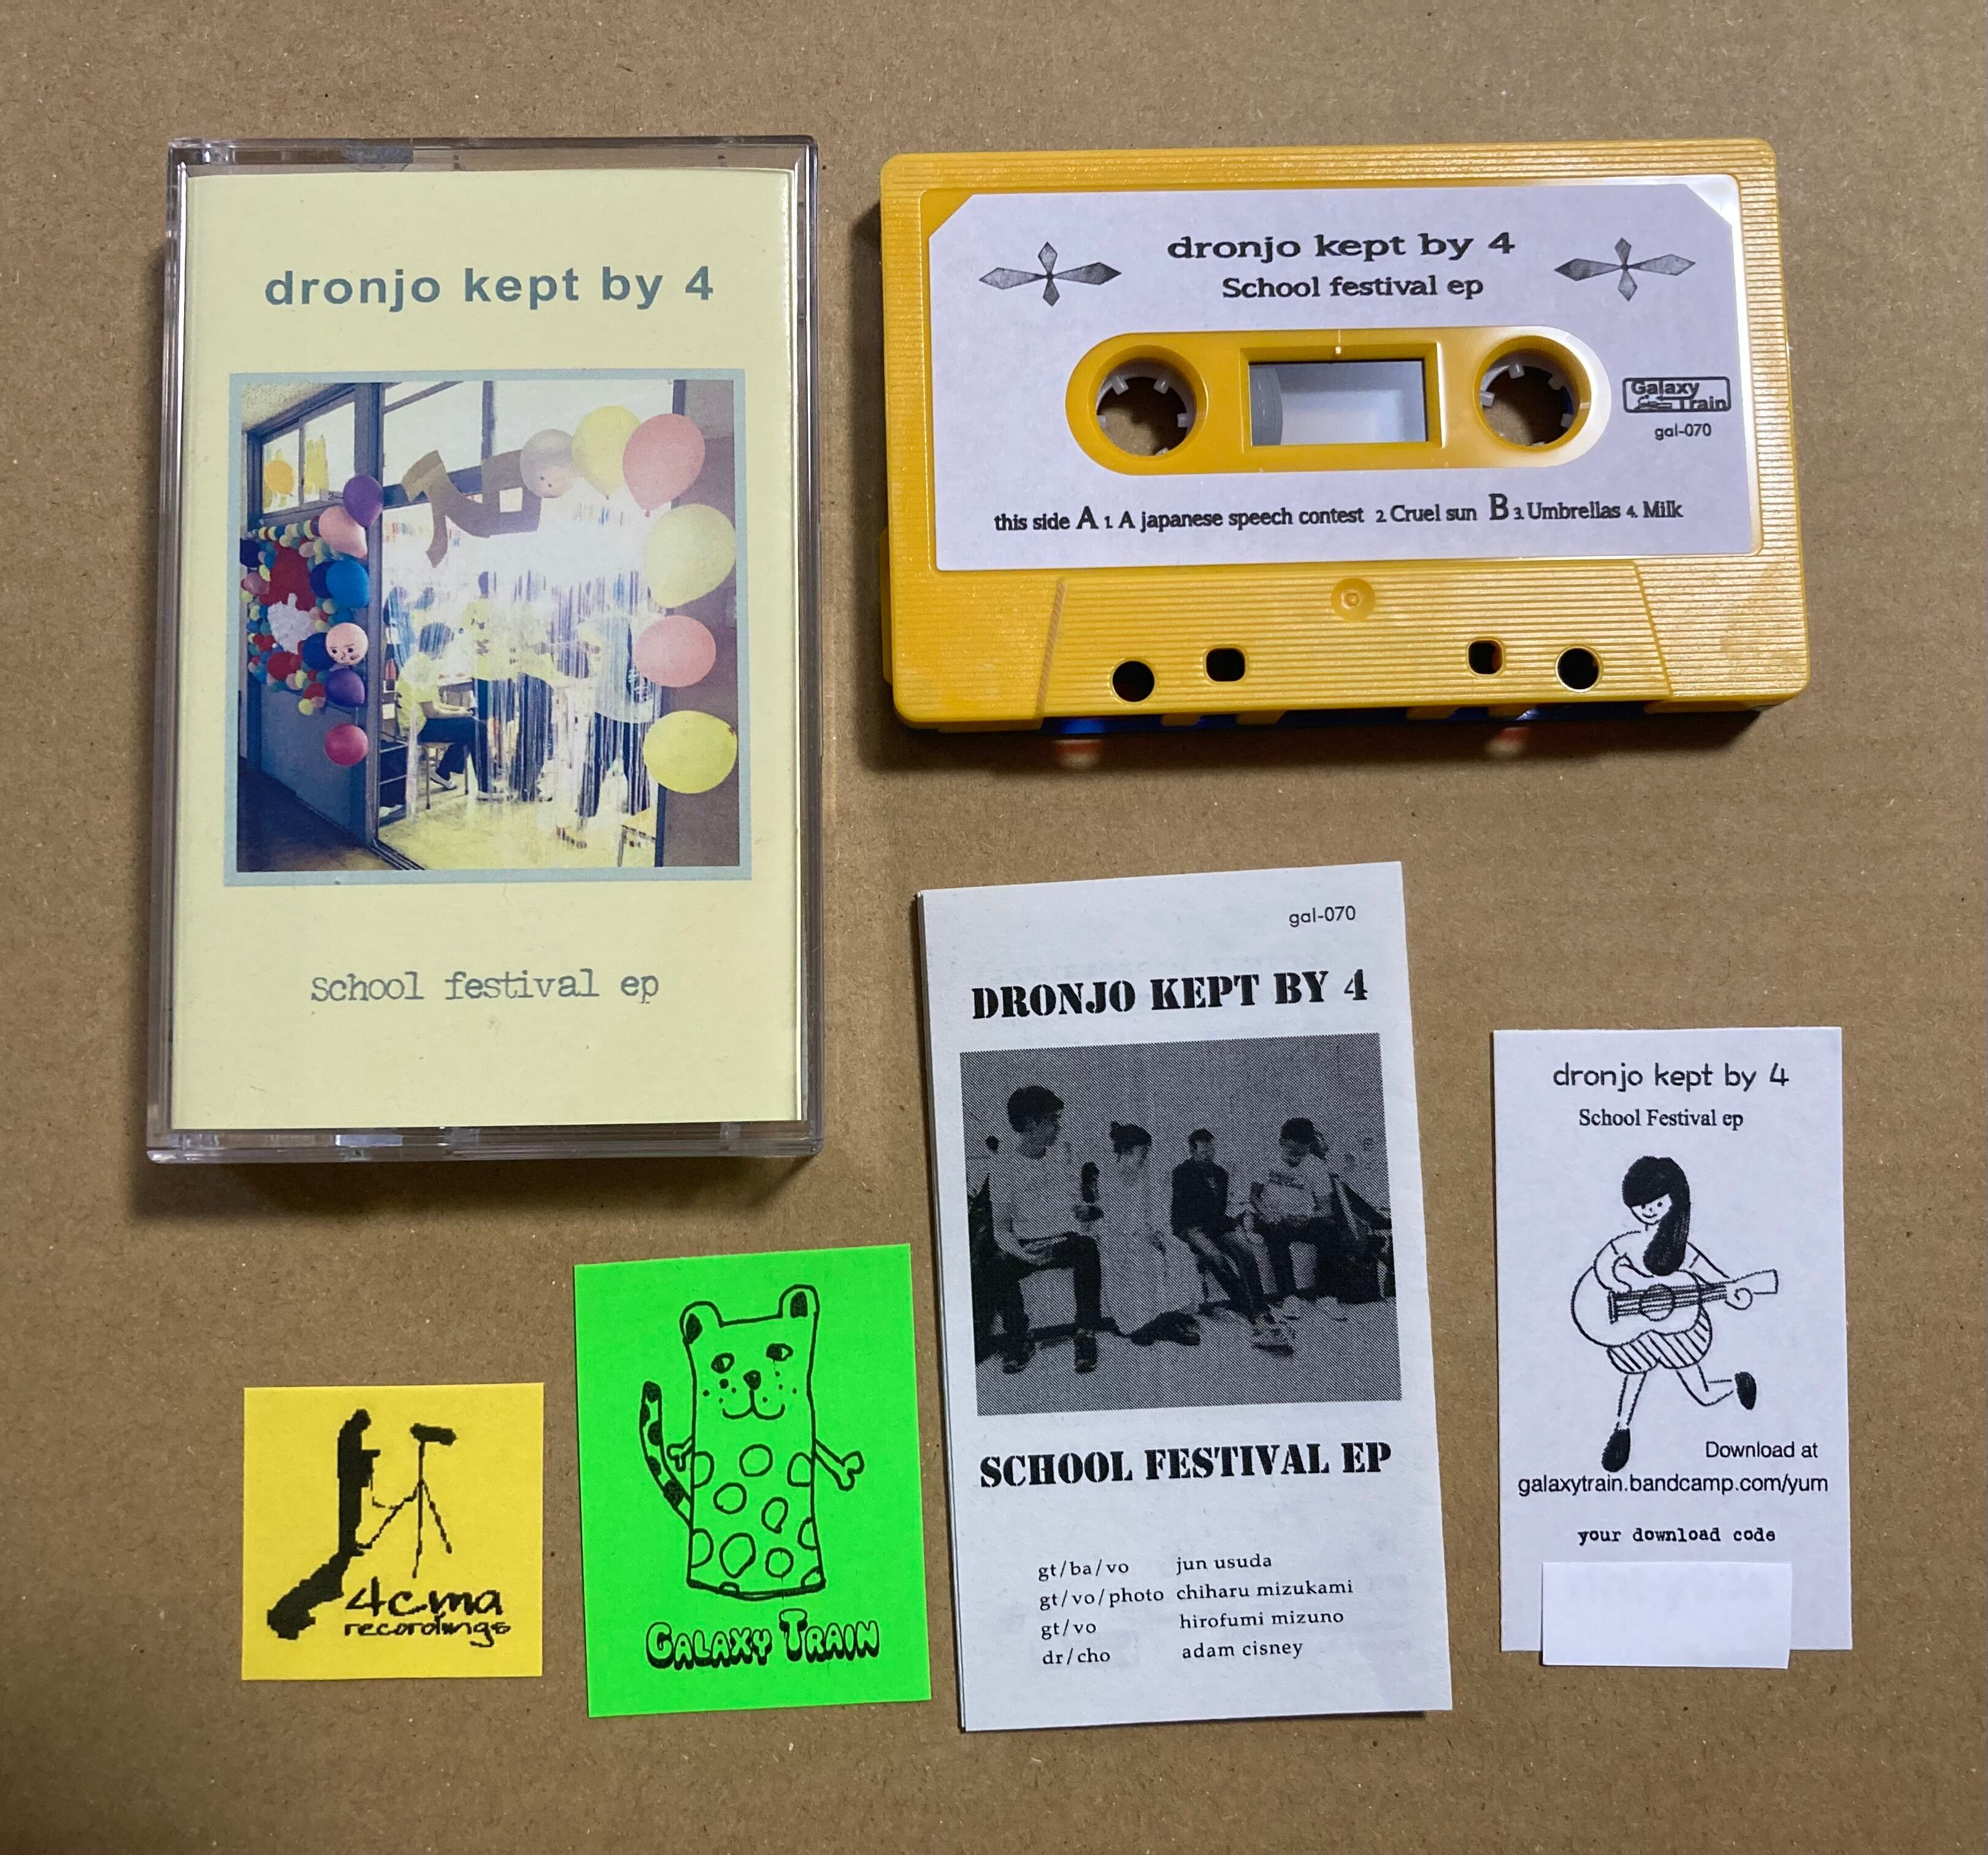 dronjo kept by 4
School festival ep
dronjo kept by 4
School festival ep
Galaxy
Train
gal-070
this side A 1. A japanese speech contest 2. Cruel sun B 3. Umbrellas 4. Milk
gal-070
DRONJO KEPT BY 4
SCHOOL FESTIVAL EP
gt/ba/vo jun usuda
gt/vo/photo chiharu mizukami
gt/vo hirofumi mizuno
dr/cho adam cisney
dronjo kept by 4
School Festival ep
Download at
galaxytrain.bandcamp.com/yum
your download code
4cma
recordings
GALAXY TRAIN